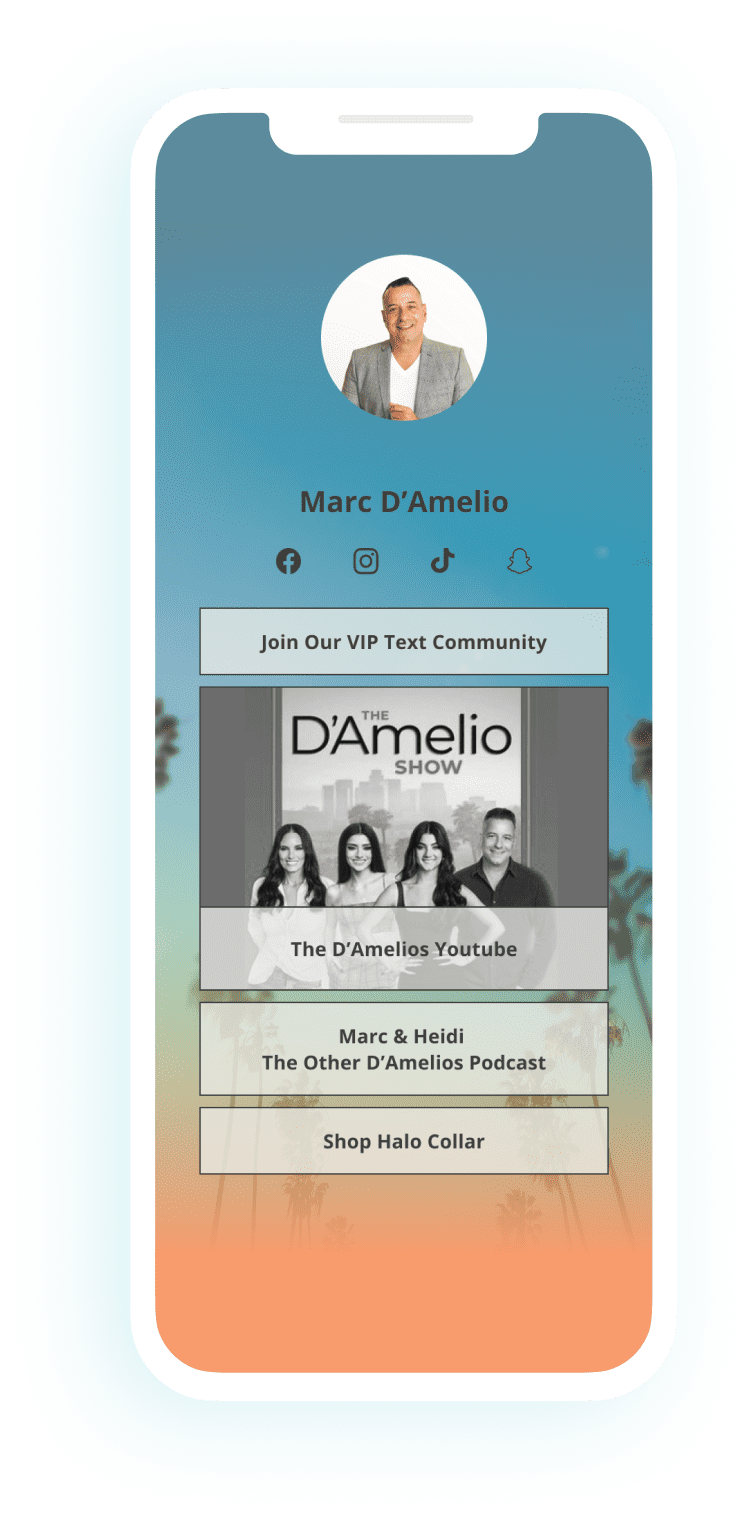 Marc D’Amelio
Join Our VIP Text Community
THE
D’Amelio
SHOW
The D’Amelios Youtube
Marc & Heidi
The Other D’Amelios Podcast
Shop Halo Collar